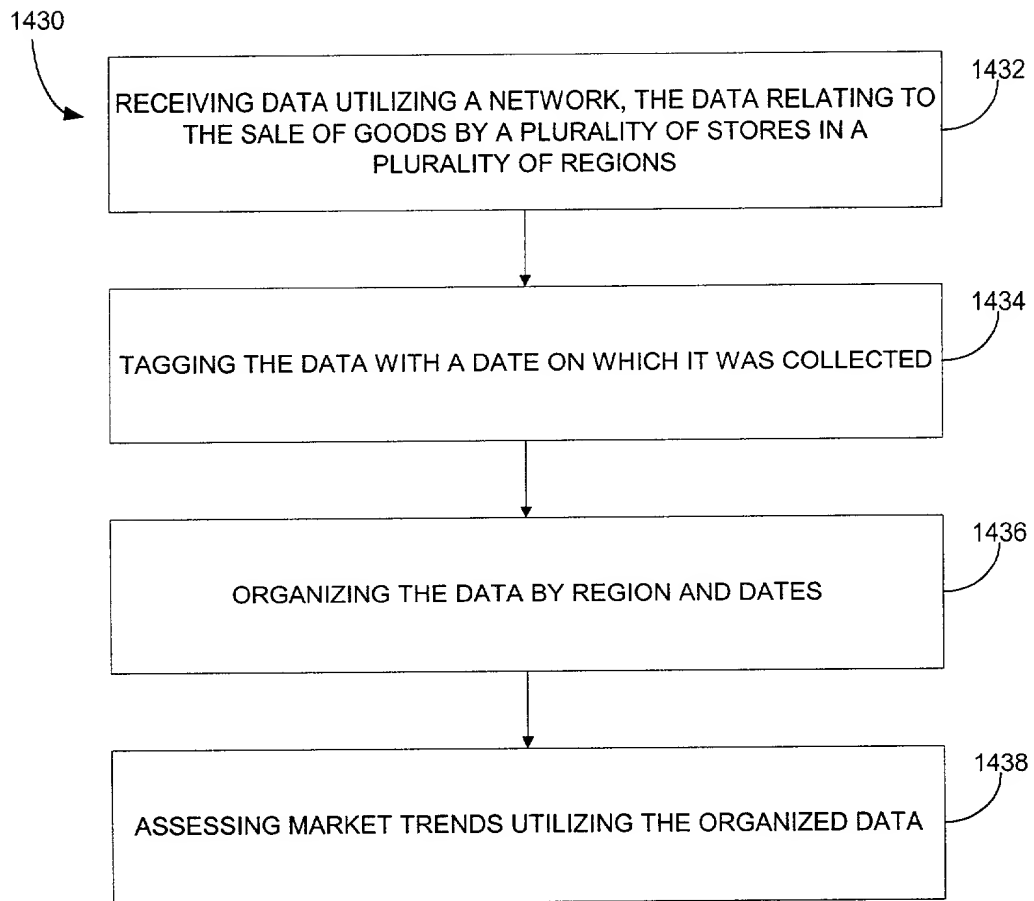 1430
1432
RECEIVING DATA UTILIZING A NETWORK, THE DATA RELATING TO
THE SALE OF GOODS BY A PLURALITY OF STORES IN A
PLURALITY OF REGIONS
1434
TAGGING THE DATA WITH A DATE ON WHICH IT WAS COLLECTED
1436
ORGANIZING THE DATA BY REGION AND DATES
1438
ASSESSING MARKET TRENDS UTILIZING THE ORGANIZED DATA